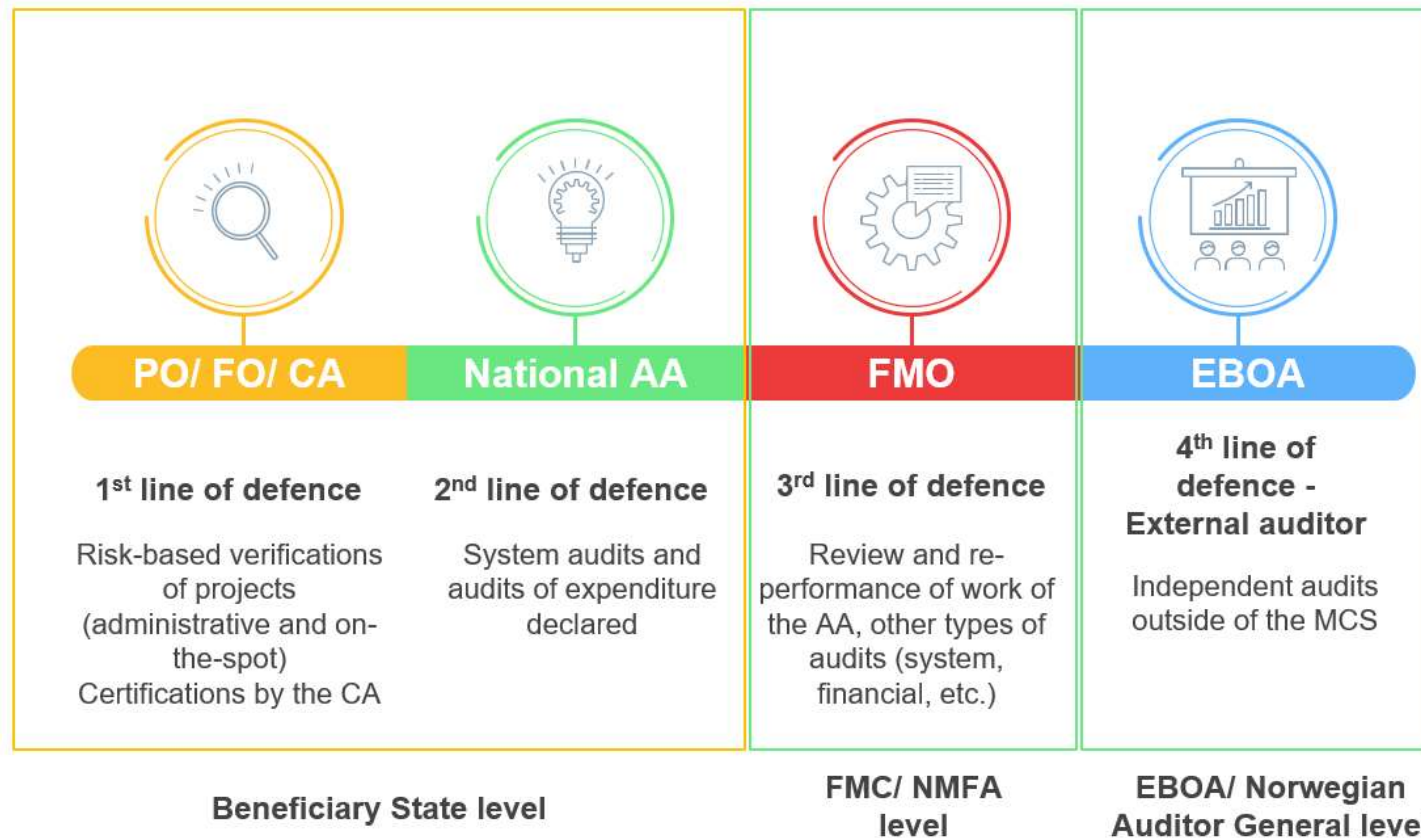 PO/ FO/ CA
1st line of defence
Risk-based verifications
of projects
(administrative and on-
the-spot)
Certifications by the CA
National AA
2nd line of defence
System audits and
audits of expenditure
declared
FMO
3rd line of defence
Review and re-
performance of work of
the AA, other types of
audits (system,
financial, etc.)
EBOA
4th line of
defence -
External auditor
Independent audits
outside of the MCS
Beneficiary State level
FMC/ NMFA
level
EBOA/ Norwegian
Auditor General leve